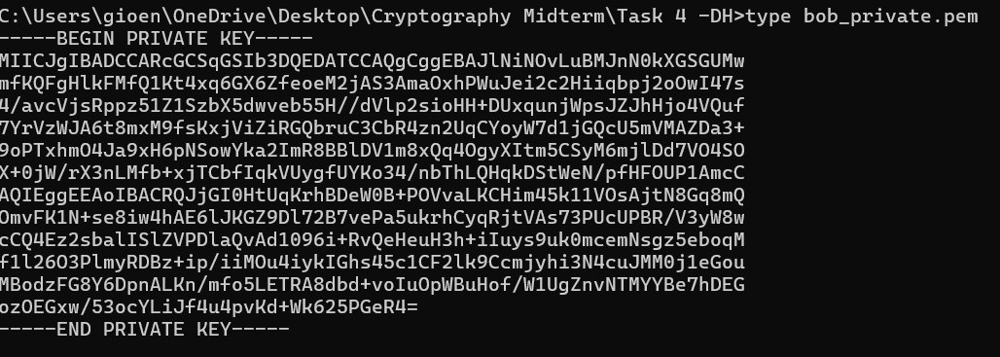 C:\Users\gioen\OneDrive\Desktop\Cryptography Midterm\Task 4 -DH>type bob_private.pem
-----BEGIN PRIVATE KEY-----
MIICJgIBADCCARcGCSqGSIb3DQEDATCCAQgCggEBAJlNiNOvLuBMJnN0kXGSGUMw
mfKQFgHlkFMfQ1Kt4xq6GX6ZfeoeM2jAS3AmaOxhPWuJei2c2Hiiqbpj2oOwI47s
4/avcVjsRppz51Z1SzbX5dwveb55H//dVlp2sioHH+DUxqunjWpsJZJhHjo4VQuf
7YrVzWJA6t8mxM9fsKxjViZiRGQbruC3CbR4zn2UqCYoyW7d1jGQcU5mVMAZDa3+
9oPTxhmO4Ja9xH6pNSowYka2ImR8BBlDV1m8xQq4OgyXItm5CSyM6mjlDd7VO4SO
X+0jW/rX3nLMfb+xjTCbfIqkVUygfUYKo34/nbThLQHqkDStWeN/pfHFOUP1AmcC
AQIEggEEAoIBACRQJjGI0HtUqKrhBDeW0B+POVvaLKCHim45k11VOsAjtN8Gq8mQ
OmvFK1N+se8iw4hAE6lJKGZ9Dl72B7vePa5ukrhCyqRjtVAs73PUcUPBR/V3yW8w
cCQ4Ez2sbalISlZVPDlaQvAd1096i+RvQeHeuH3h+iIuys9uk0mcemNsgz5eboqM
f1l26O3PlmyRDBz+ip/iiMOu4iykIGhs45c1CF2lk9Ccmjyhi3N4cuJMM0j1eGou
MBodzFG8Y6DpnALKn/mfo5LETRA8dbd+voIuOpWBuHof/W1UgZnvNTMYYBe7hDEG
ozOEGxw/53ocYLiJf4u4pvKd+Wk625PGeR4=
-----END PRIVATE KEY-----